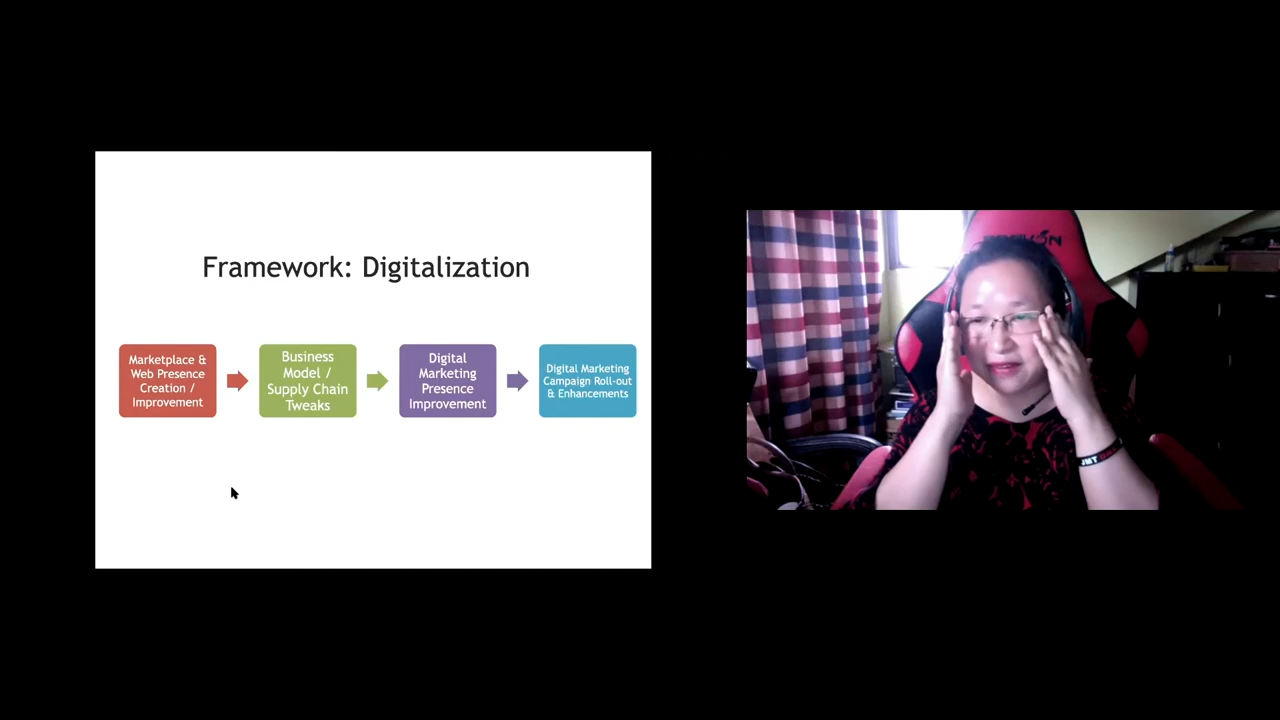 Framework: Digitalization
Marketplace &
Web Presence
Creation /
Improvement
Business
Model /
Supply Chain
Tweaks
Digital
Marketing
Presence
Improvement
Digital Marketing
Campaign Roll-out
& Enhancements
JMT